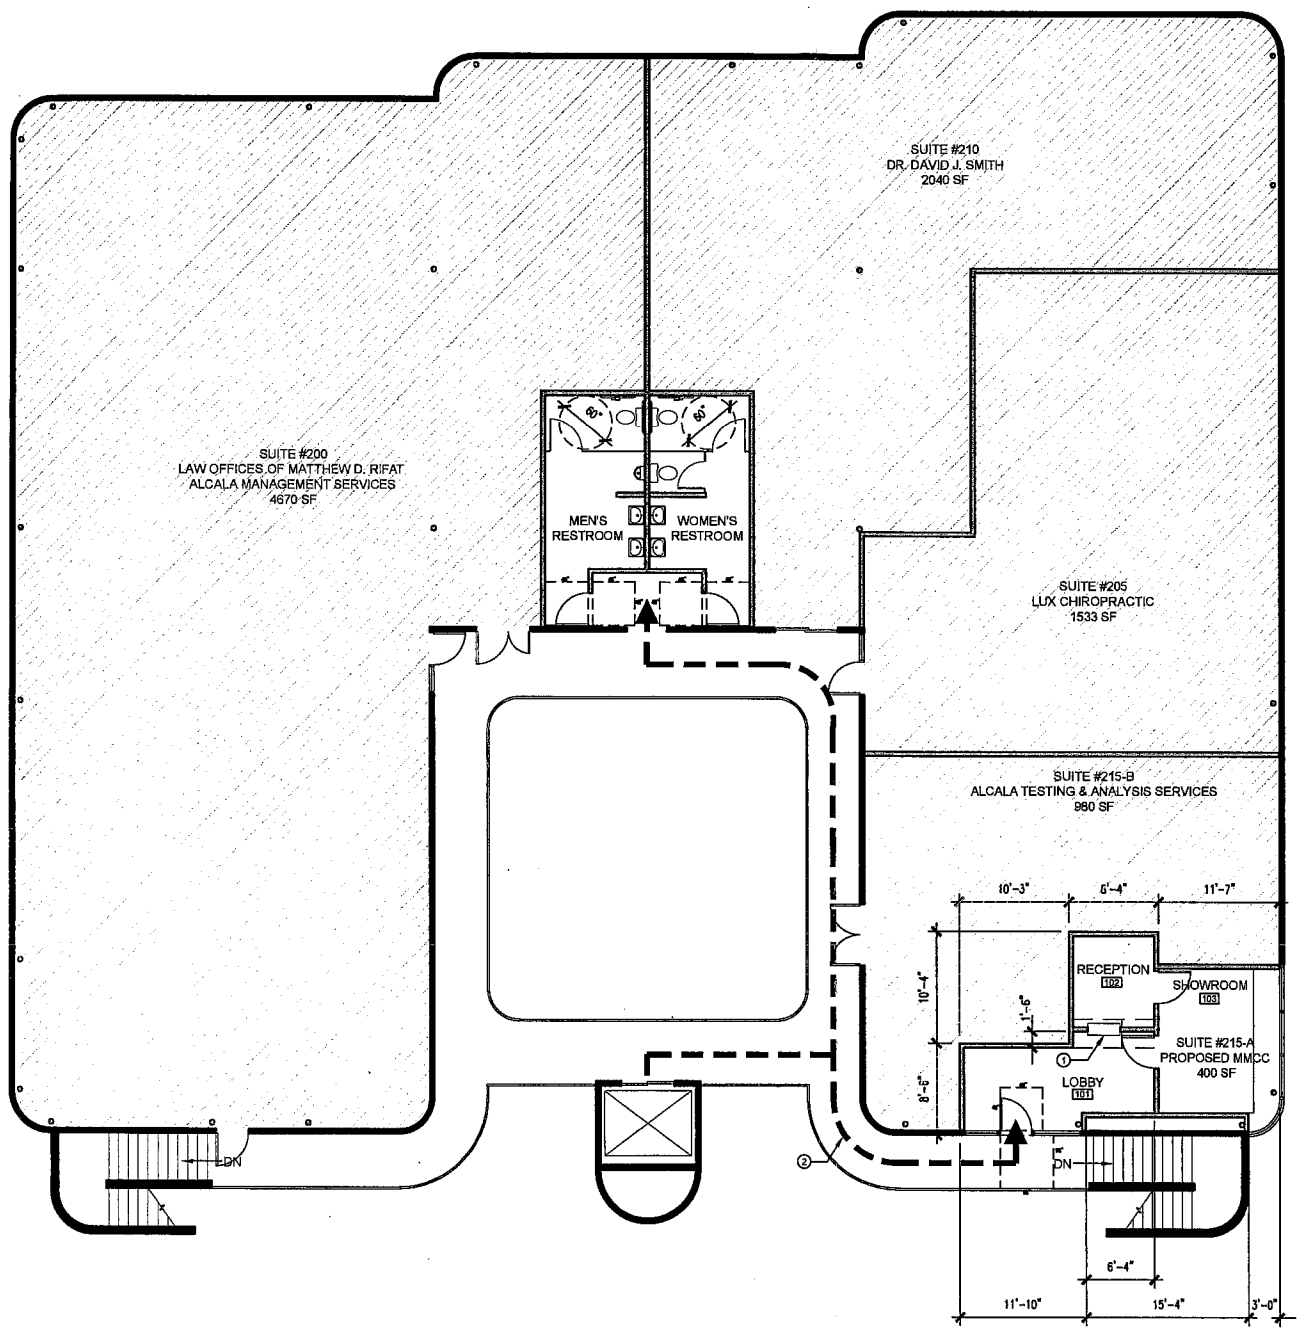 SUITE #210
DR. DAVID J. SMITH
2040 SF
60"
60"
SUITE #200
LAW OFFICES OF MATTHEW D. RIFAT
ALCALA MANAGEMENT SERVICES
4670 SF
MEN'S
RESTROOM
WOMEN'S
RESTROOM
SUITE #205
LUX CHIROPRACTIC
1533 SF
SUITE #215-B
ALCALA TESTING & ANALYSIS SERVICES
980 SF
10'-3"
6'-4"
11'-7"
10'-4"
RECEPTION
102
SHOWROOM
103
1'-6"
SUITE #215-A
PROPOSED MMCC
400 SF
1
LOBBY
101
8'-6"
DN
2
DN
6'-4"
11'-10"
15'-4"
3'-0"